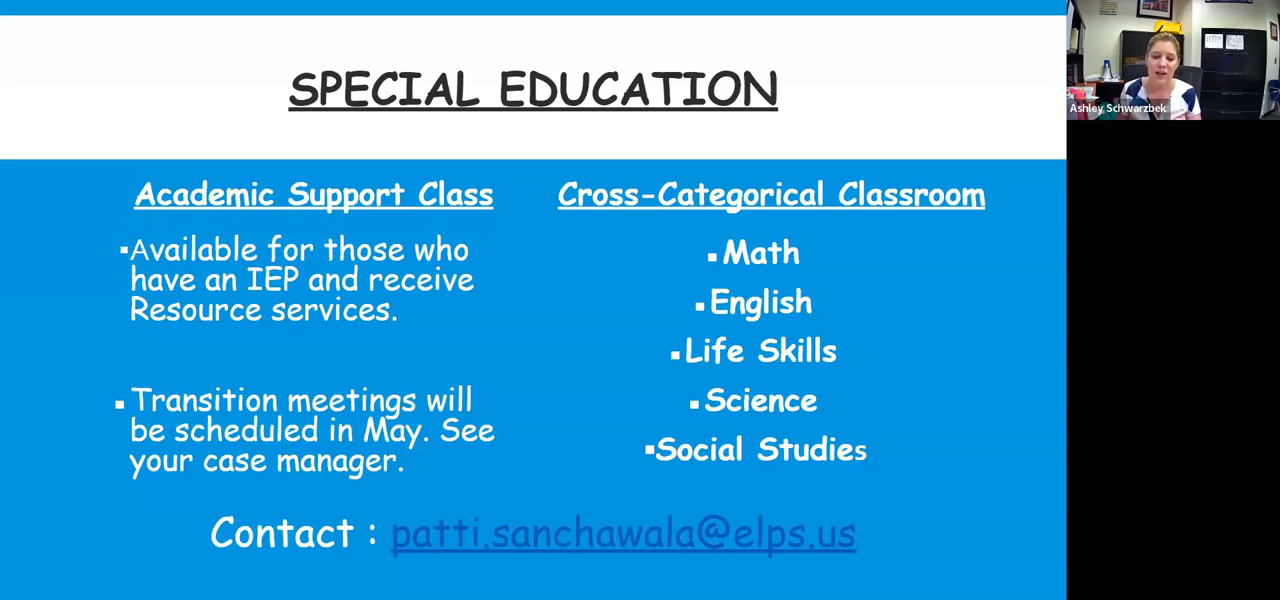 SPECIAL EDUCATION
Academic Support Class
▪Available for those who
have an IEP and receive
Resource services.
▪Transition meetings will
be scheduled in May. See
your case manager.
Cross-Categorical Classroom
▪Math
▪English
▪Life Skills
▪Science
▪Social Studies
Contact : patti.sanchawala@elps.us
Ashley Schwarzbek